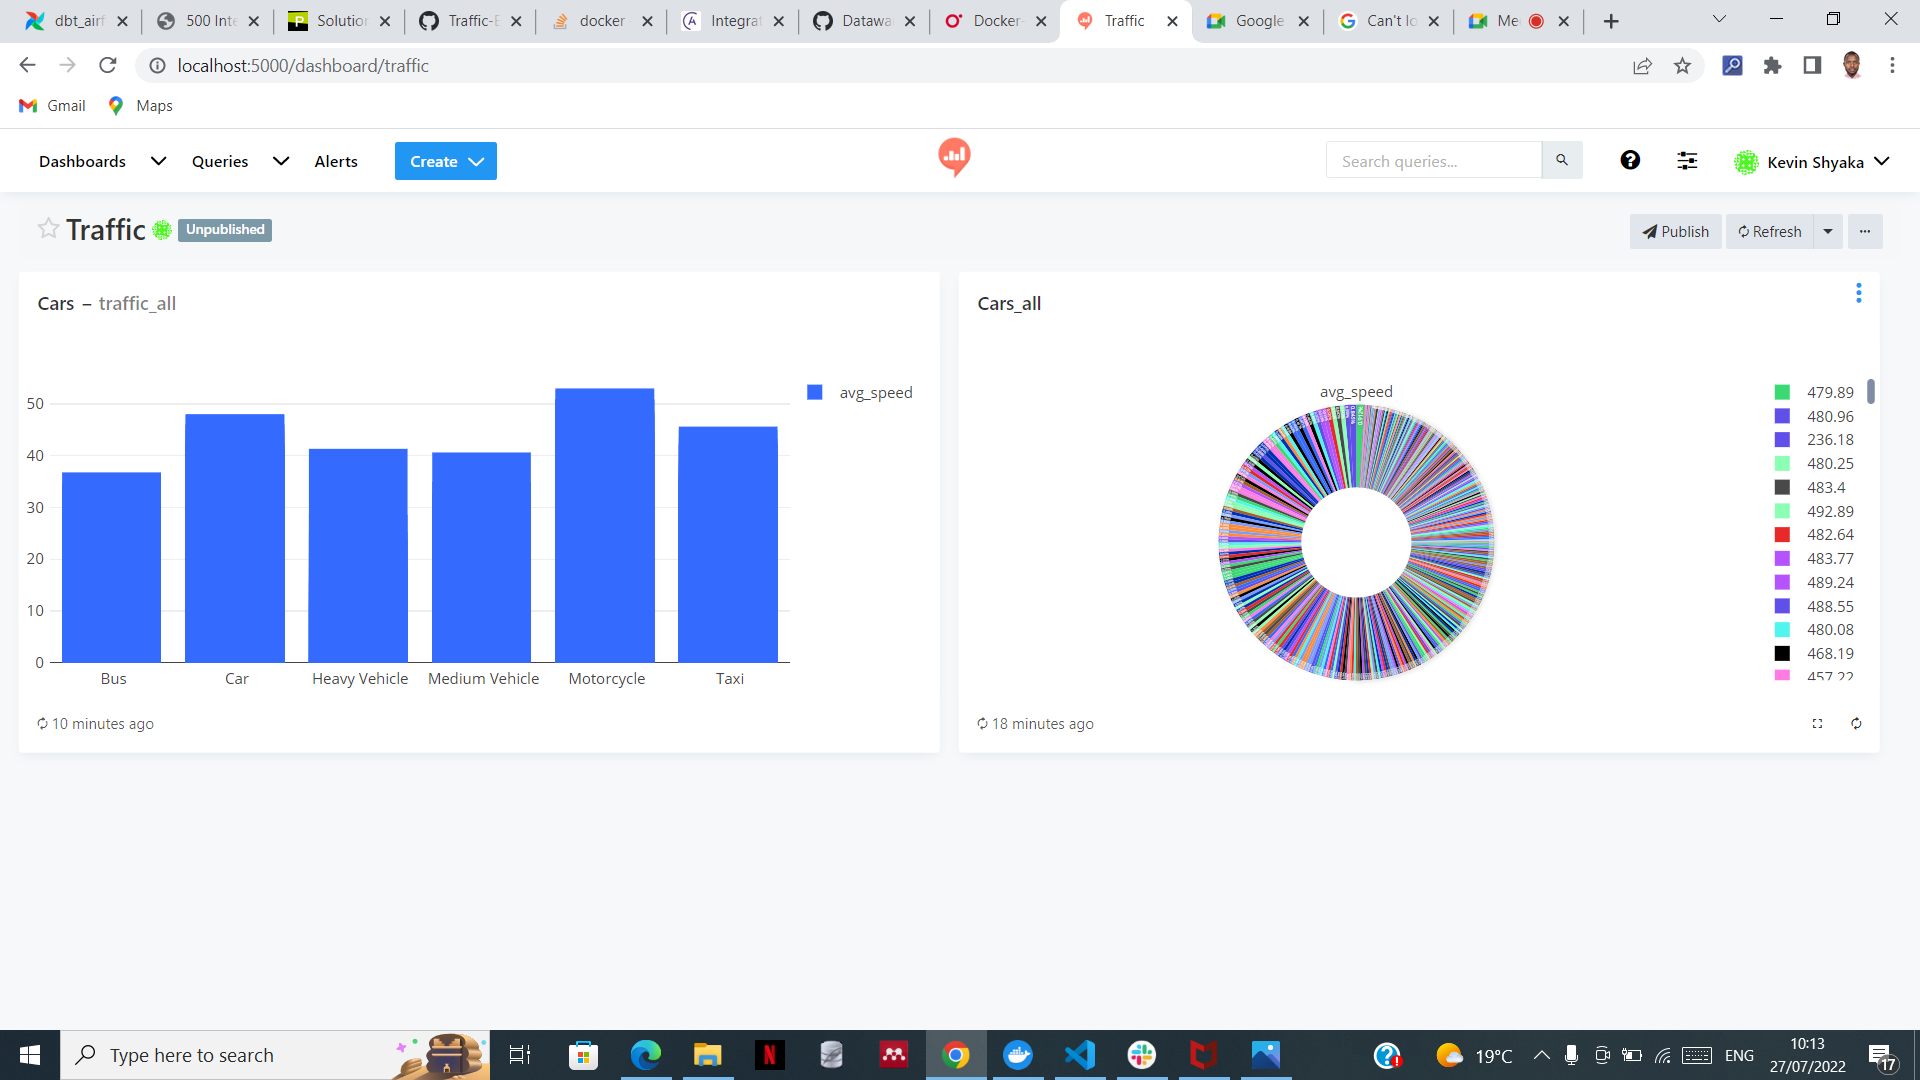 dbt_airf
500 Inte
Solution
Traffic-E
docker
Integrat
Datawa
Docker-
Traffic
Google
Can't lo
Me
localhost:5000/dashboard/traffic
Gmail
Maps
Dashboards
Queries
Alerts
Create
Search queries...
Kevin Shyaka
Traffic
Unpublished
Publish
Refresh
Cars – traffic_all
50
40
30
20
10
0
Bus
Car
Heavy Vehicle
Medium Vehicle
Motorcycle
Taxi
avg_speed
10 minutes ago
Cars_all
avg_speed
479.89
480.96
236.18
480.25
483.4
492.89
482.64
483.77
489.24
488.55
480.08
468.19
457.22
18 minutes ago
Type here to search
19°C
ENG
10:13
27/07/2022
17